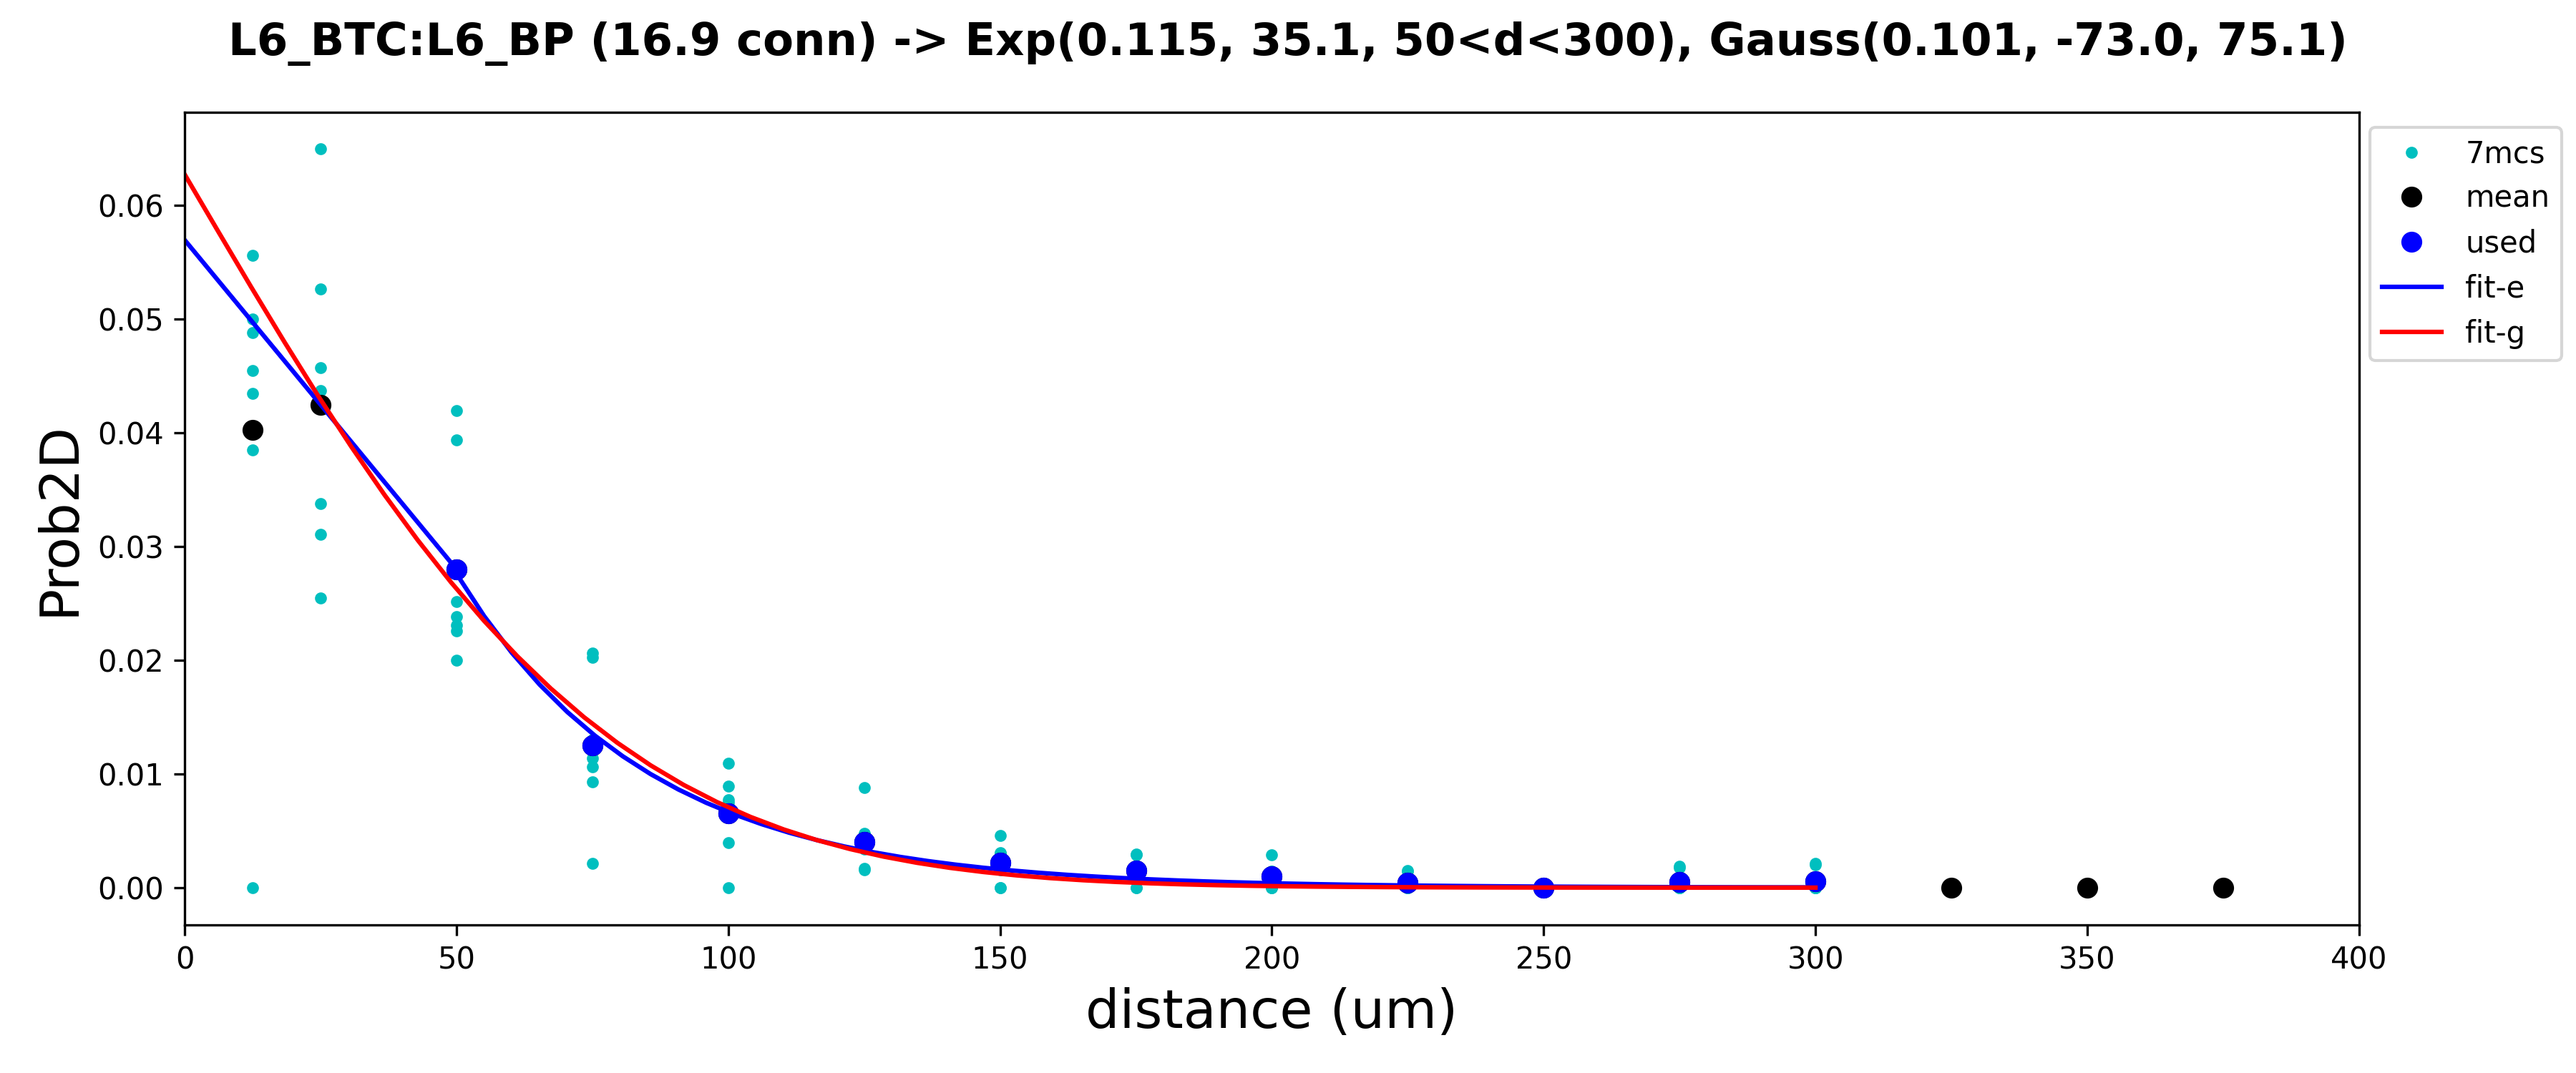 L6_BTC:L6_BP (16.9 conn) -> Exp(0.115, 35.1, 50<d<300), Gauss(0.101, -73.0, 75.1)
7mcs
mean
used
fit-e
fit-g
Prob2D
0.06
0.05
0.04
0.03
0.02
0.01
0.00
0 50 100 150 200 250 300 350 400
distance (um)